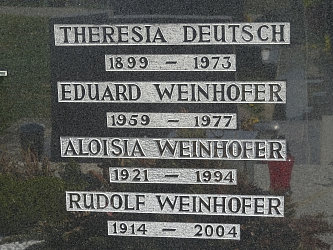 THERESIA DEUTSCH
1899 – 1973
EDUARD WEINHOFER
1959 – 1977
ALOISIA WEINHOFER
1921 – 1994
RUDOLF WEINHOFER
1914 – 2004